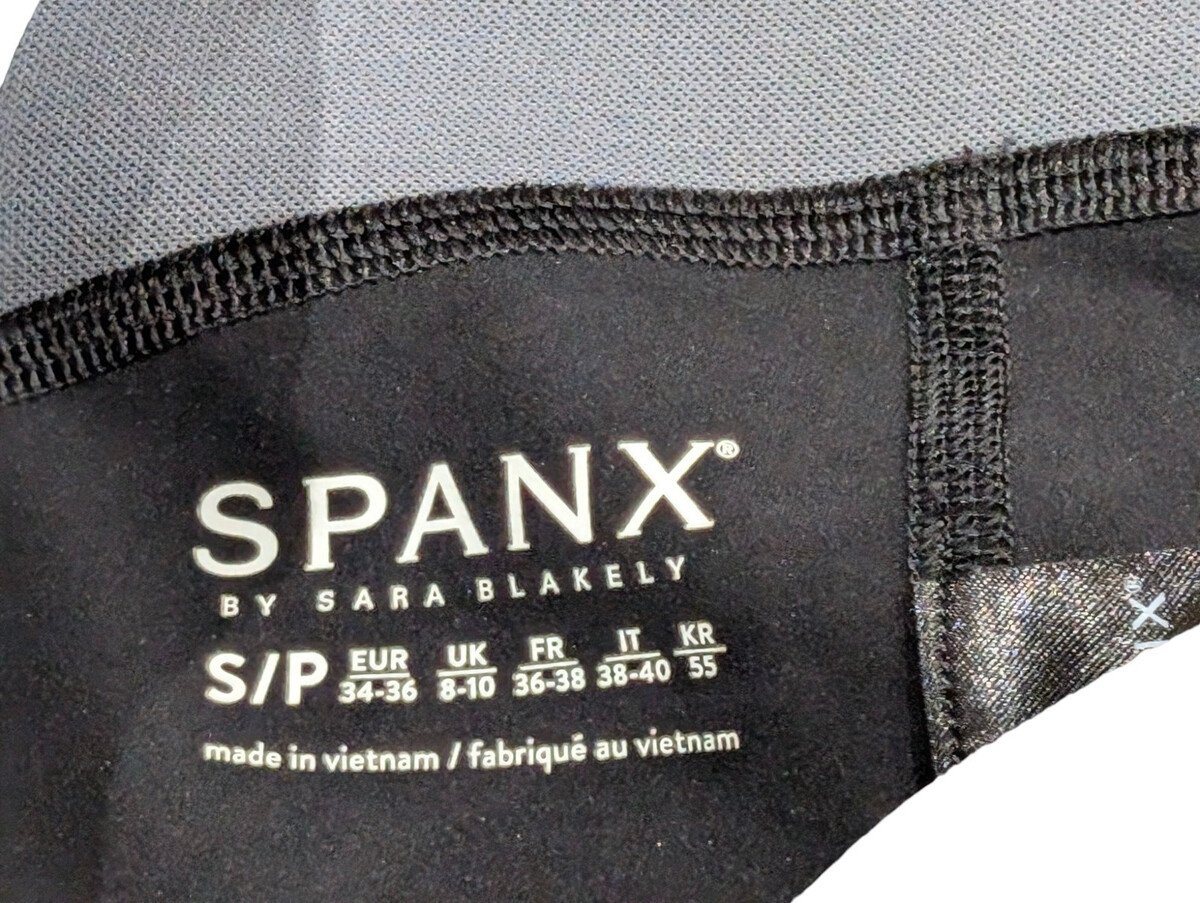 SPANX®
BY SARA BLAKELY
S/P EUR 34-36 UK 8-10 FR 36-38 IT 38-40 KR 55
made in vietnam / fabriqué au vietnam
X